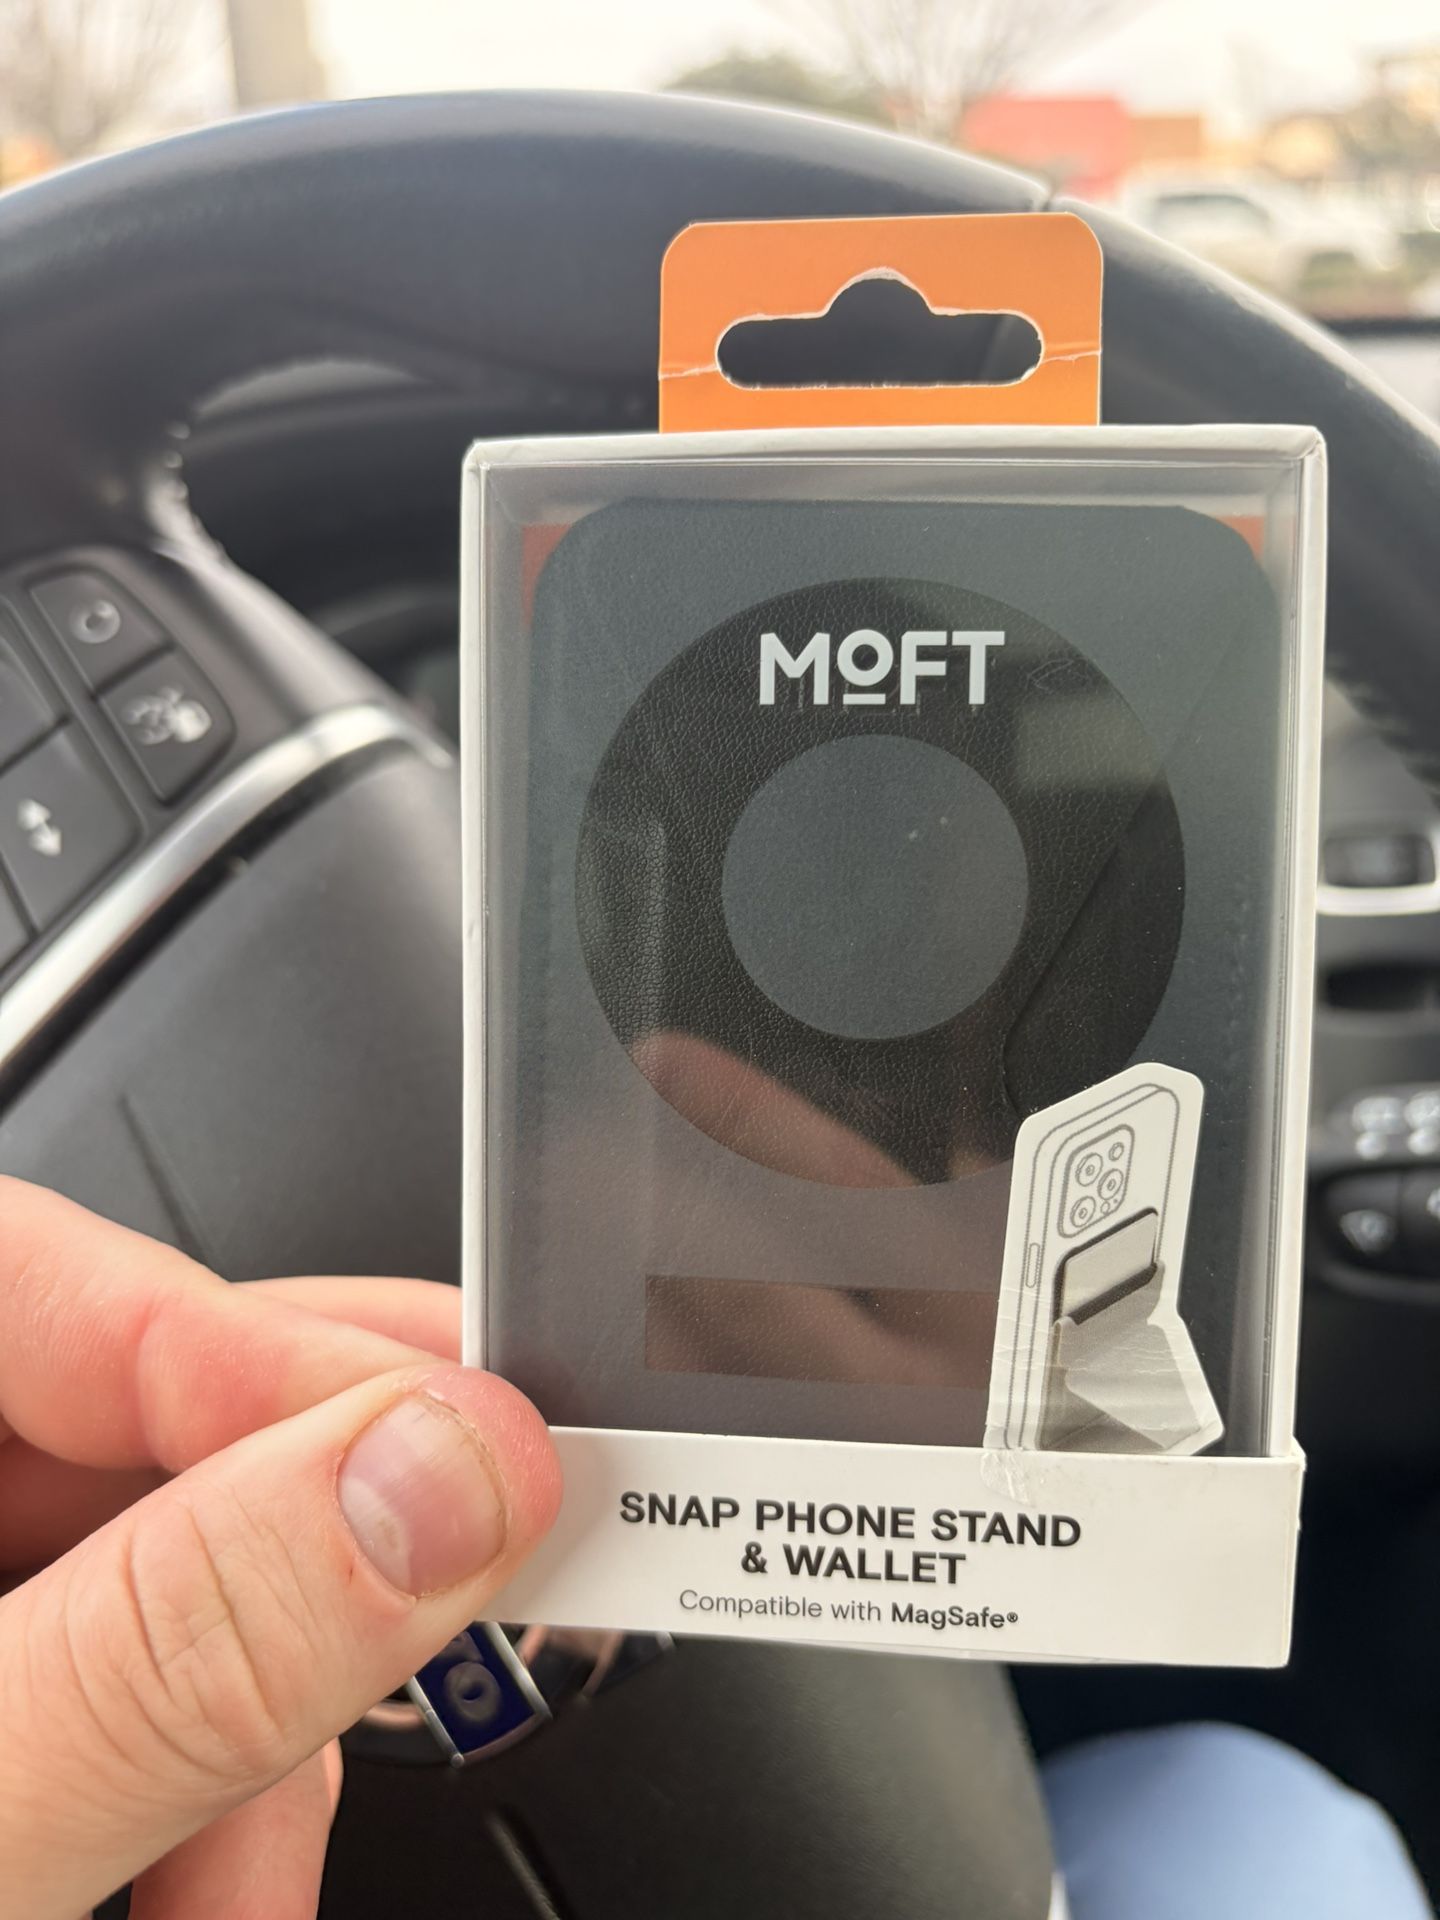 MOFT
SNAP PHONE STAND
& WALLET
Compatible with MagSafe®